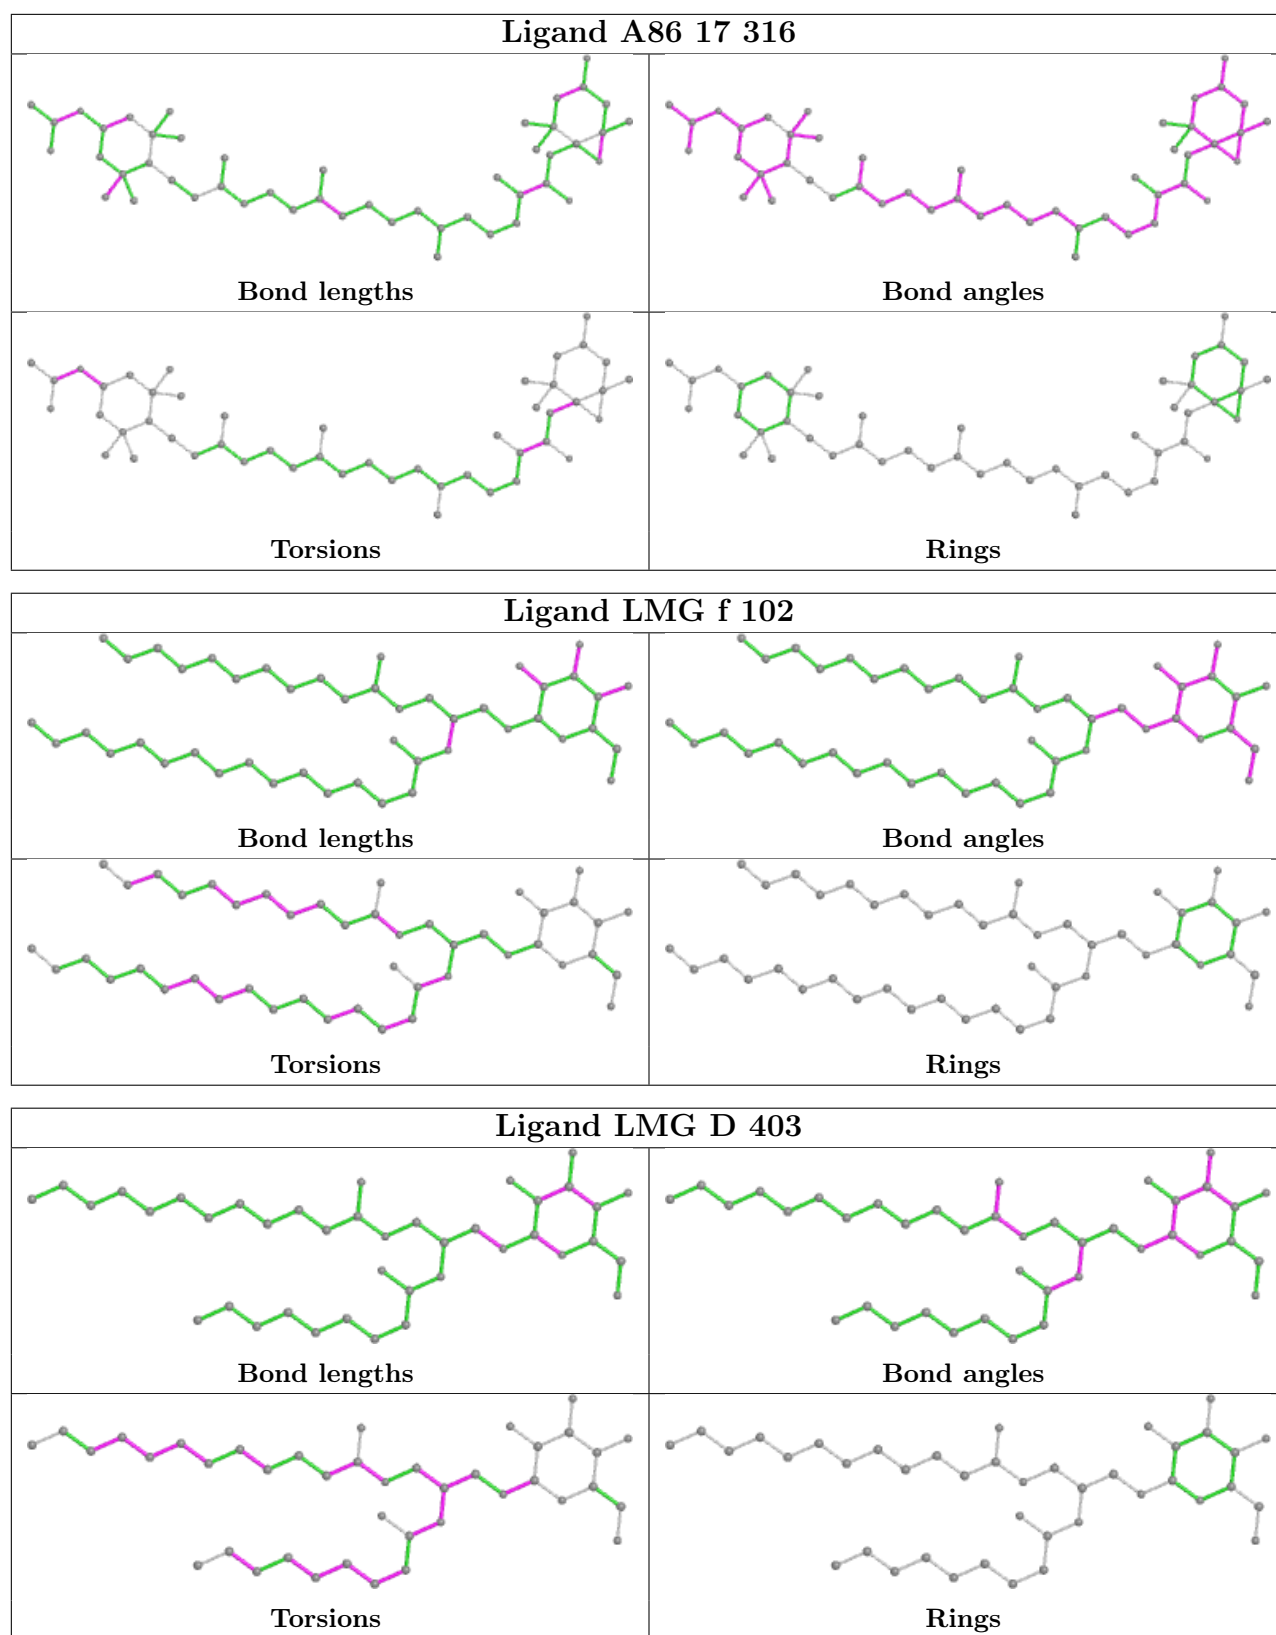 Ligand A86 17 316
Bond lengths
Bond angles
Torsions
Rings
Ligand LMG f 102
Bond lengths
Bond angles
Torsions
Rings
Ligand LMG D 403
Bond lengths
Bond angles
Torsions
Rings